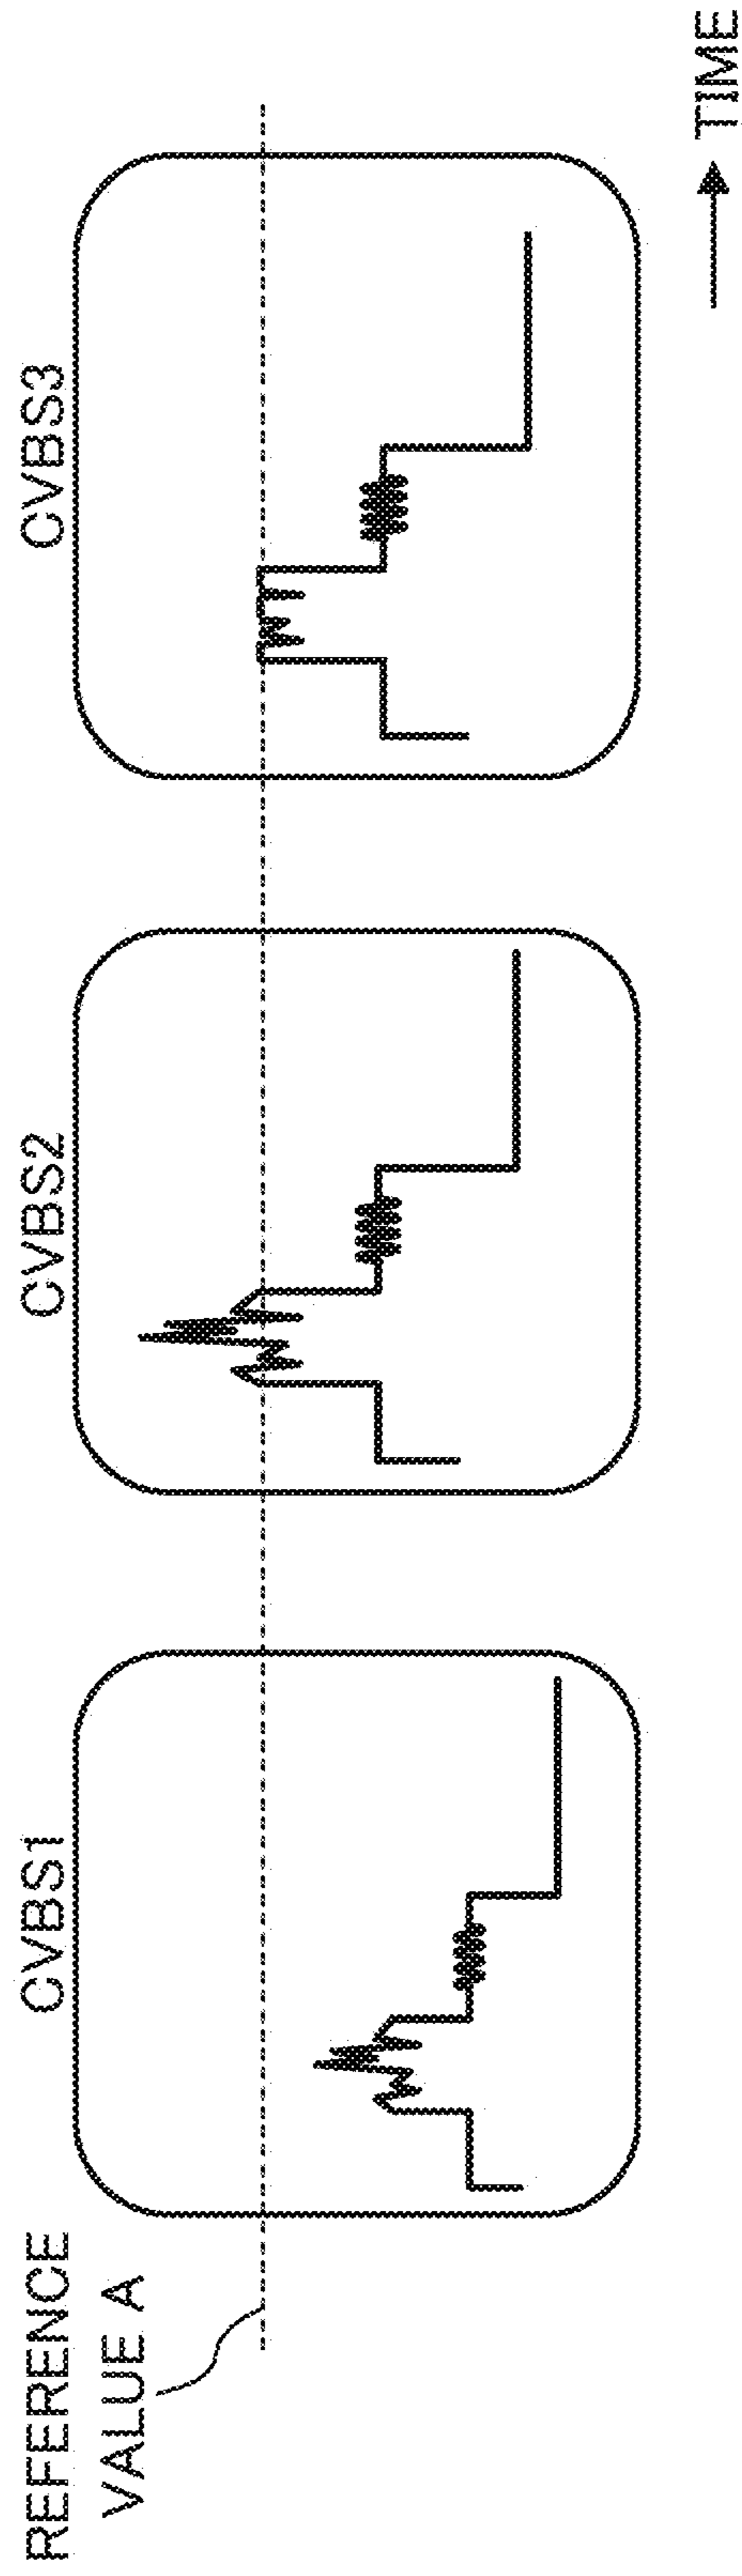 REFERENCE
VALUE A
CVBS1
CVBS2
CVBS3
TIME